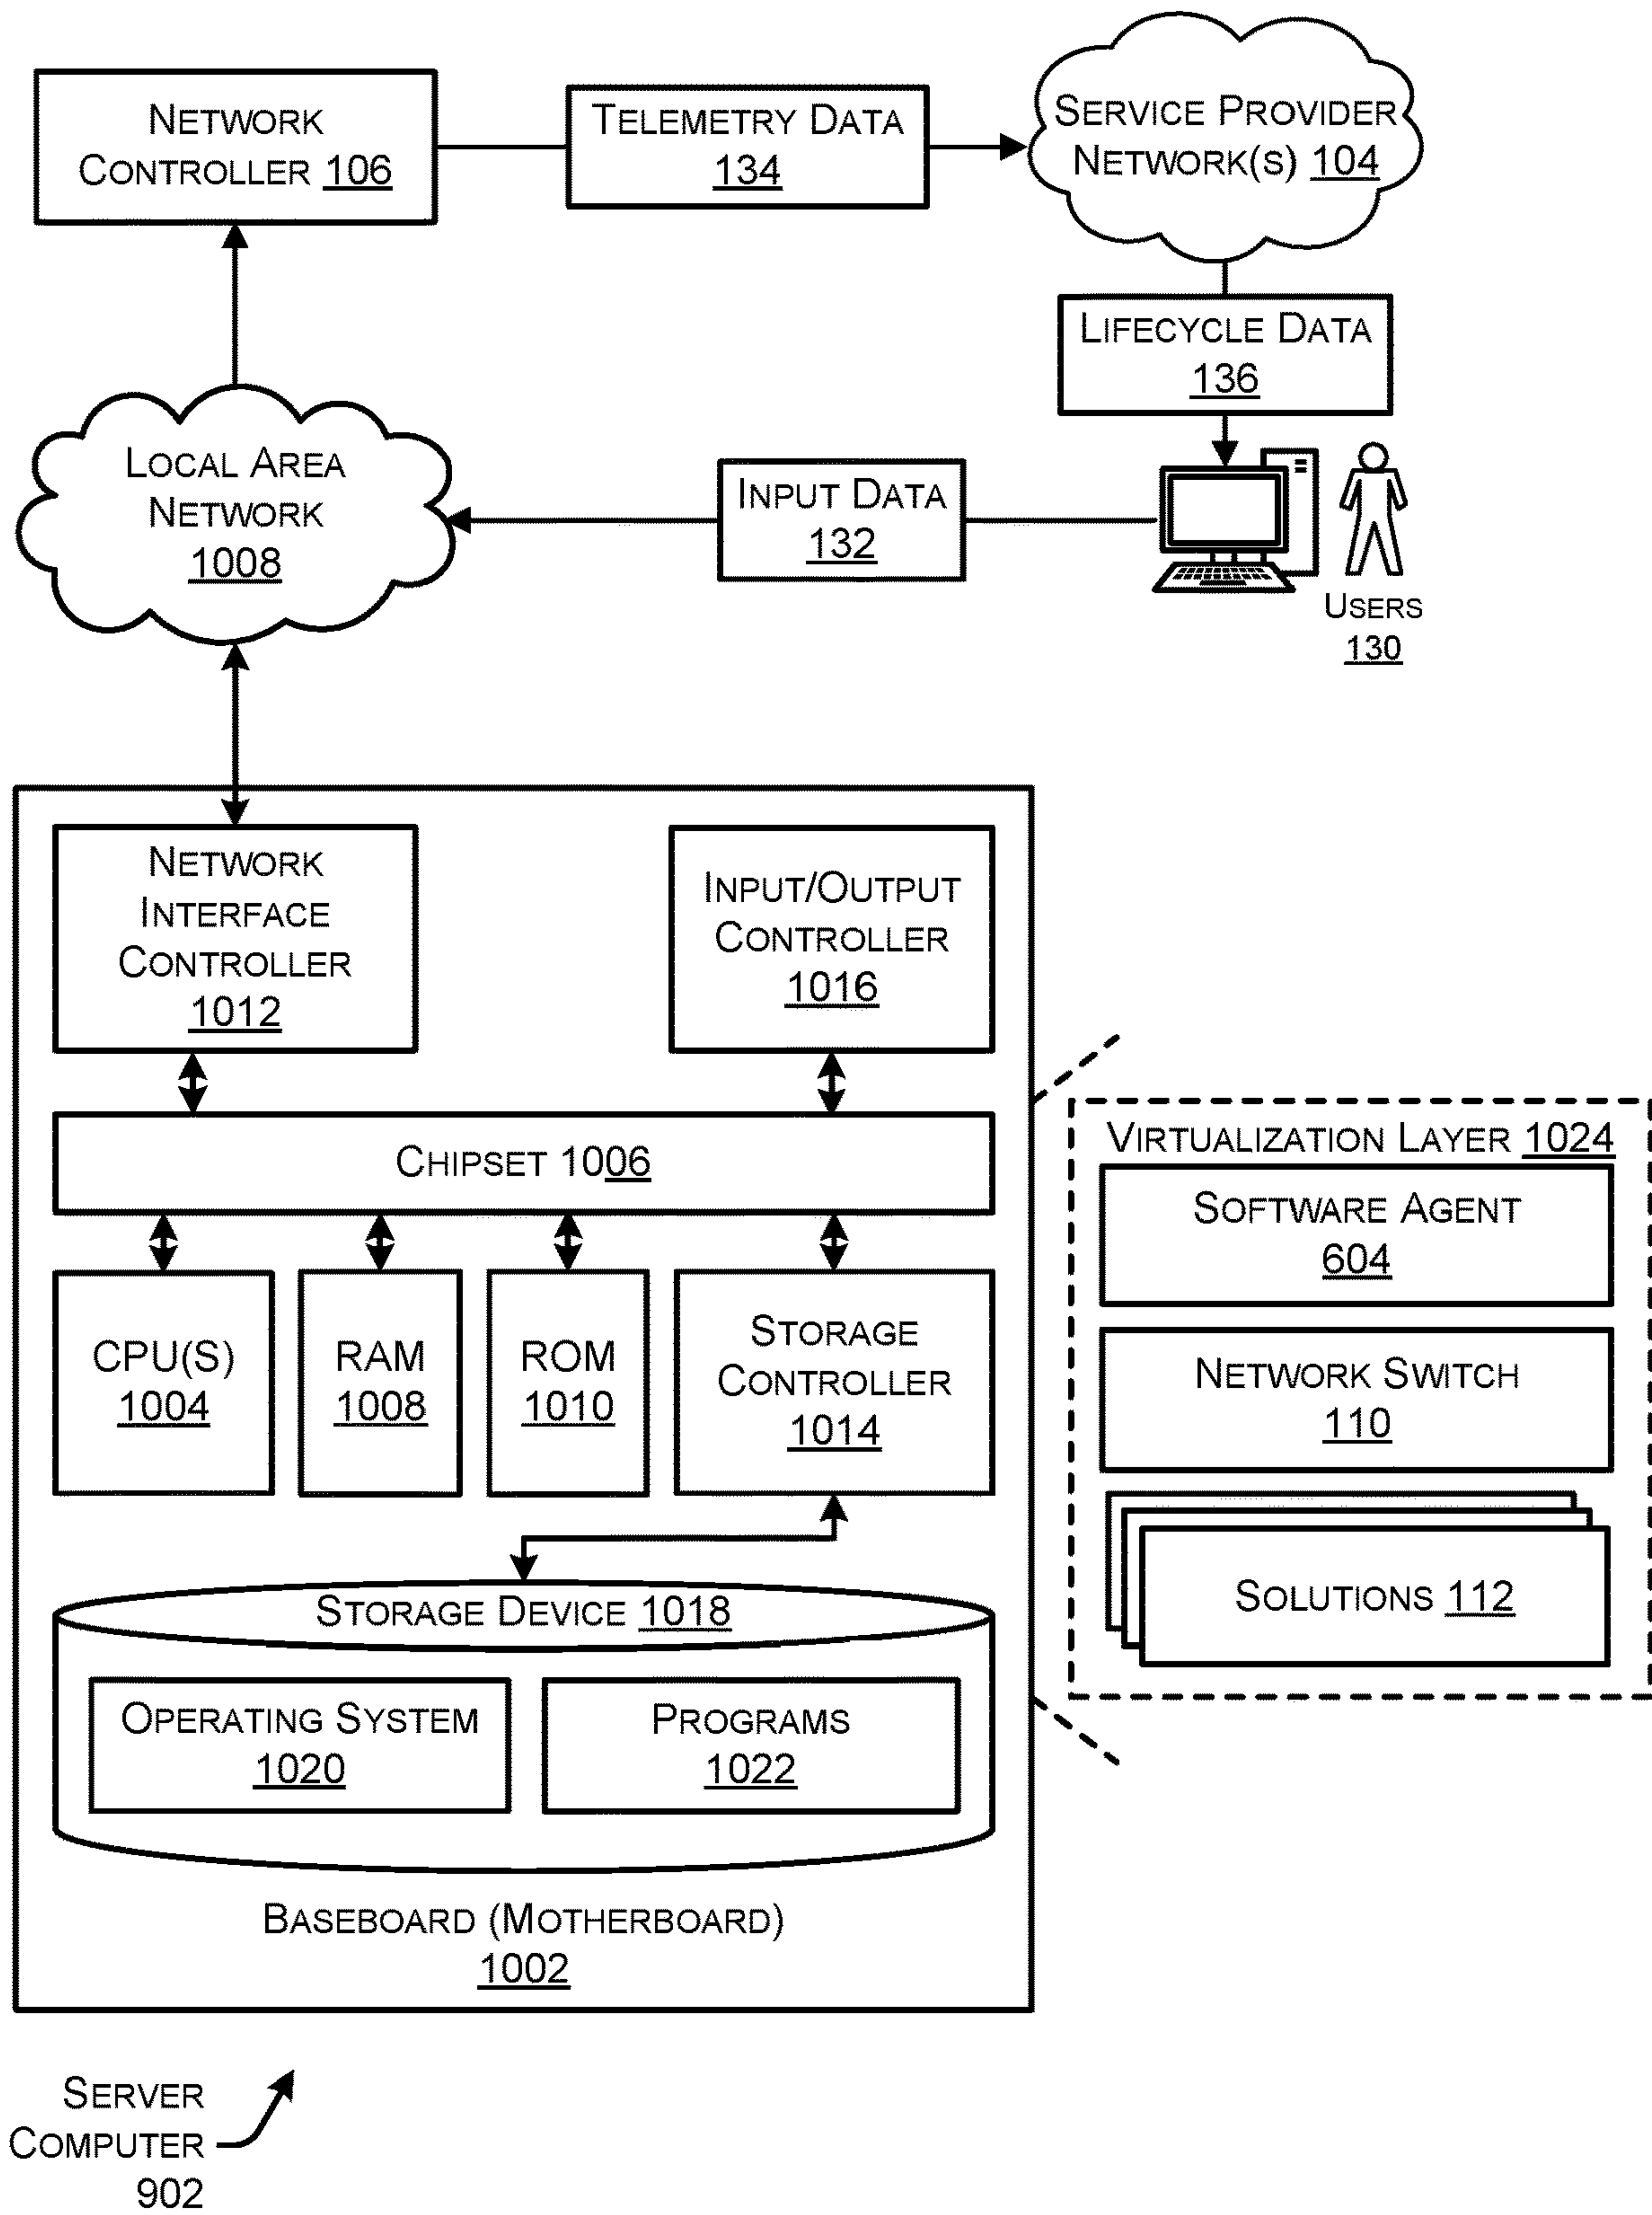 NETWORK
CONTROLLER 106
TELEMETRY DATA
134
SERVICE PROVIDER
NETWORK(S) 104
LIFECYCLE DATA
136
LOCAL AREA
NETWORK
1008
INPUT DATA
132
USERS
130
NETWORK
INTERFACE
CONTROLLER
1012
INPUT/OUTPUT
CONTROLLER
1016
CHIPSET 1006
CPU(S)
1004
RAM
1008
ROM
1010
STORAGE
CONTROLLER
1014
STORAGE DEVICE 1018
OPERATING SYSTEM
1020
PROGRAMS
1022
BASEBOARD (MOTHERBOARD)
1002
VIRTUALIZATION LAYER 1024
SOFTWARE AGENT
604
NETWORK SWITCH
110
SOLUTIONS 112
SERVER
COMPUTER
902